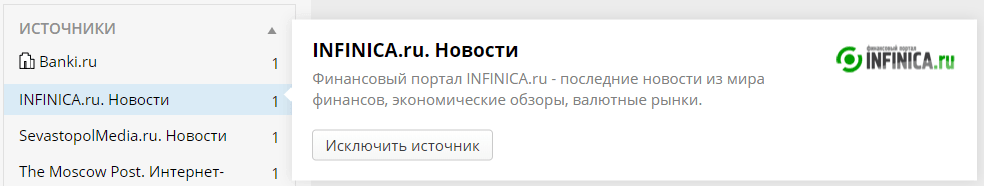 ИСТОЧНИКИ
Banki.ru 1
INFINICA.ru. Новости 1
SevastopolMedia.ru. Новости 1
The Moscow Post. Интернет- 1
INFINICA.ru. Новости
Финансовый портал INFINICA.ru - последние новости из мира
финансов, экономические обзоры, валютные рынки.
Исключить источник
финансовый портал
INFINICA.ru